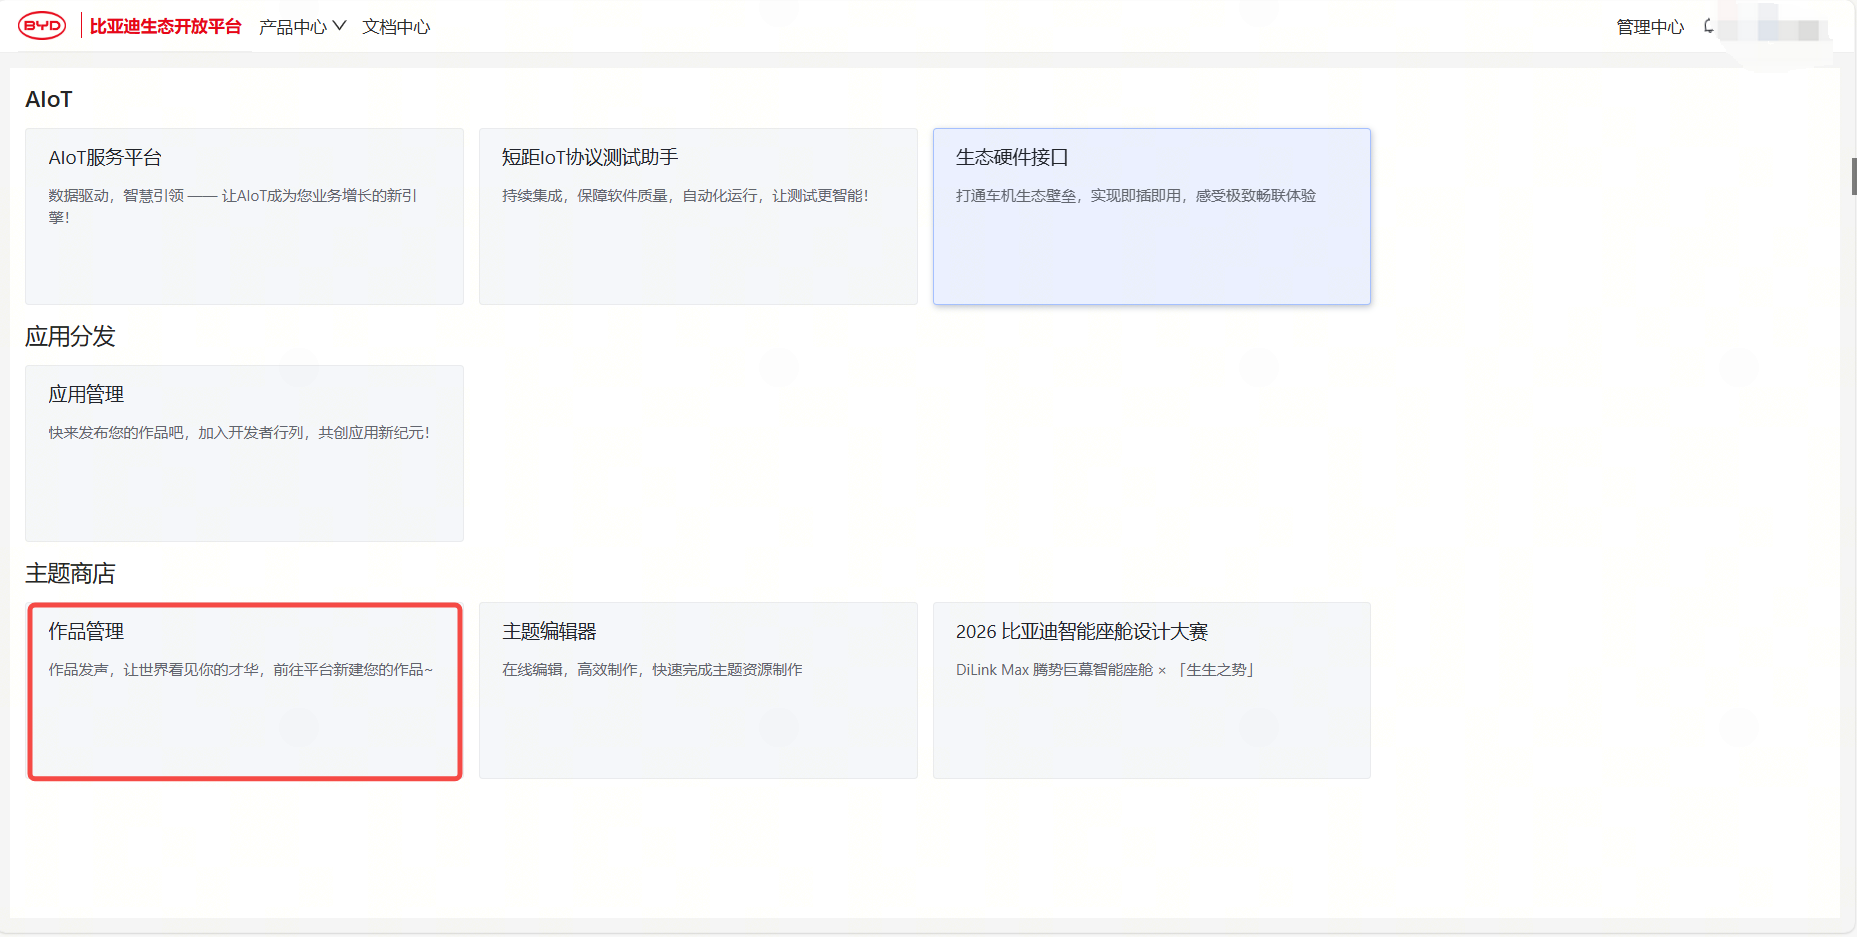 BYD 比亚迪生态开放平台 产品中心 文档中心 管理中心
AIoT
AIoT服务平台
数据驱动，智慧引领 —— 让AIoT成为您业务增长的新引
擎！
短距IoT协议测试助手
持续集成，保障软件质量，自动化运行，让测试更智能！
生态硬件接口
打通车机生态壁垒，实现即插即用，感受极致畅联体验
应用分发
应用管理
快来发布您的作品吧，加入开发者行列，共创应用新纪元！
主题商店
作品管理
作品发声，让世界看见你的才华，前往平台新建您的作品~
主题编辑器
在线编辑，高效制作，快速完成主题资源制作
2026 比亚迪智能座舱设计大赛
DiLink Max 腾势巨幕智能座舱 × 「生生之势」